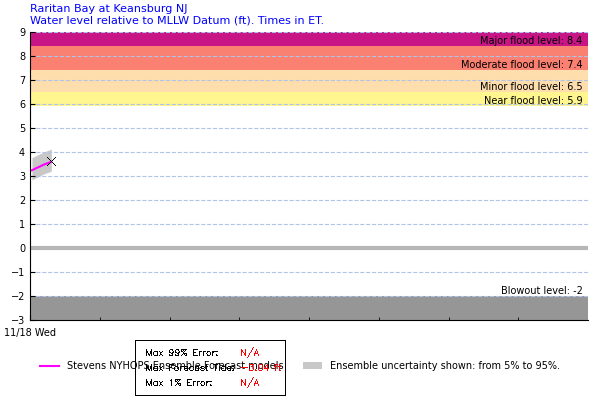 Raritan Bay at Keansburg NJ
Water level relative to MLLW Datum (ft). Times in ET.
9
Major flood level: 8.4
8
Moderate flood level: 7.4
7
Minor flood level: 6.5
Near flood level: 5.9
6
5
4
3
2
1
0
−1
Blowout level: -2
−2
−3
11/18 Wed
Max 99% Error: N/A
Stevens NYHOPS Ensemble Forecast models
Max Forecast Tide:
Ensemble uncertainty shown: from 5% to 95%.
Max 1% Error: N/A